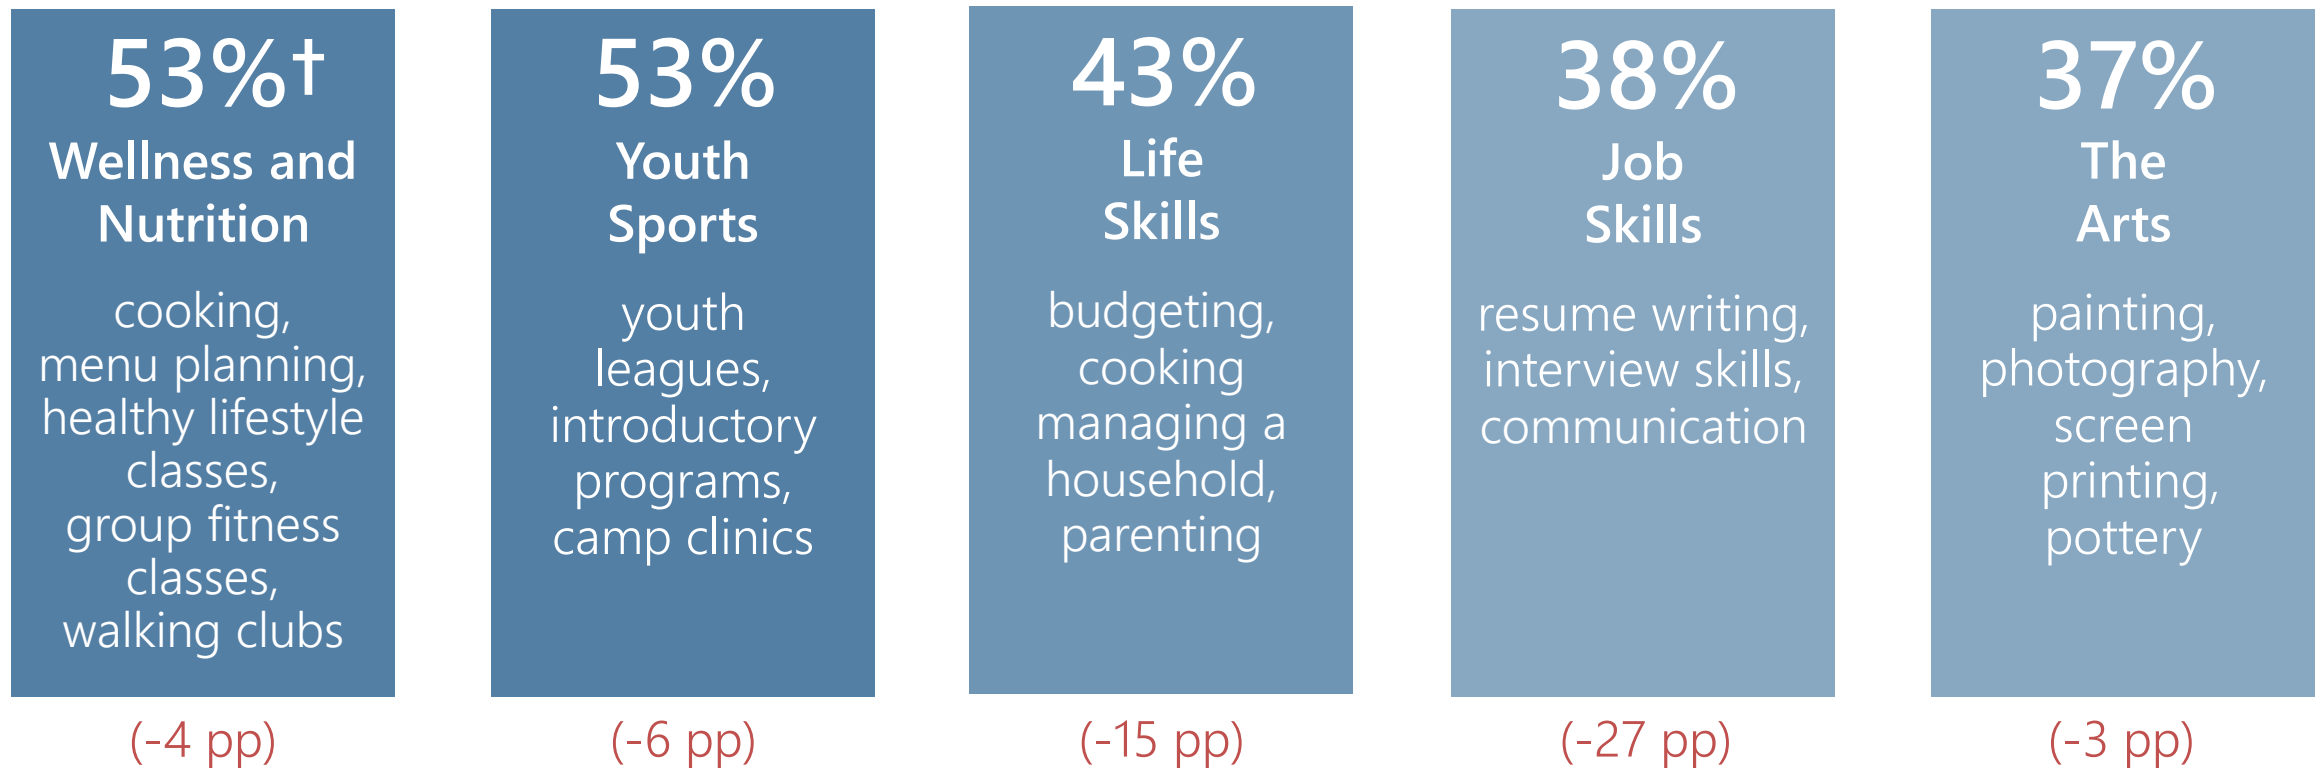 53%†
Wellness and
Nutrition
cooking,
menu planning,
healthy lifestyle
classes,
group fitness
classes,
walking clubs
(-4 pp)
53%
Youth
Sports
youth
leagues,
introductory
programs,
camp clinics
(-6 pp)
43%
Life
Skills
budgeting,
cooking
managing a
household,
parenting
(-15 pp)
38%
Job
Skills
resume writing,
interview skills,
communication
(-27 pp)
37%
The
Arts
painting,
photography,
screen
printing,
pottery
(-3 pp)